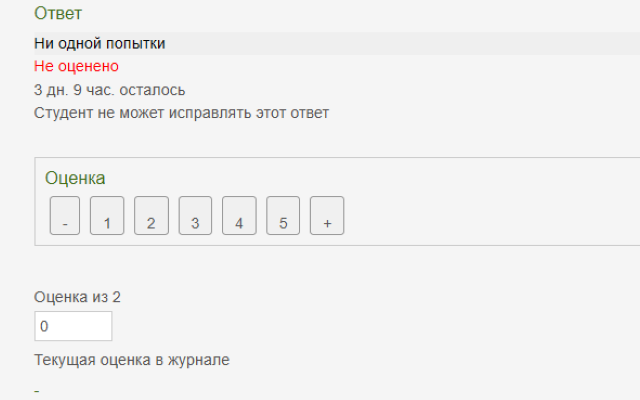 Ответ
Ни одной попытки
Не оценено
3 дн. 9 час. осталось
Студент не может исправлять этот ответ
Оценка
- 1 2 3 4 5 +
Оценка из 2
0
Текущая оценка в журнале
-